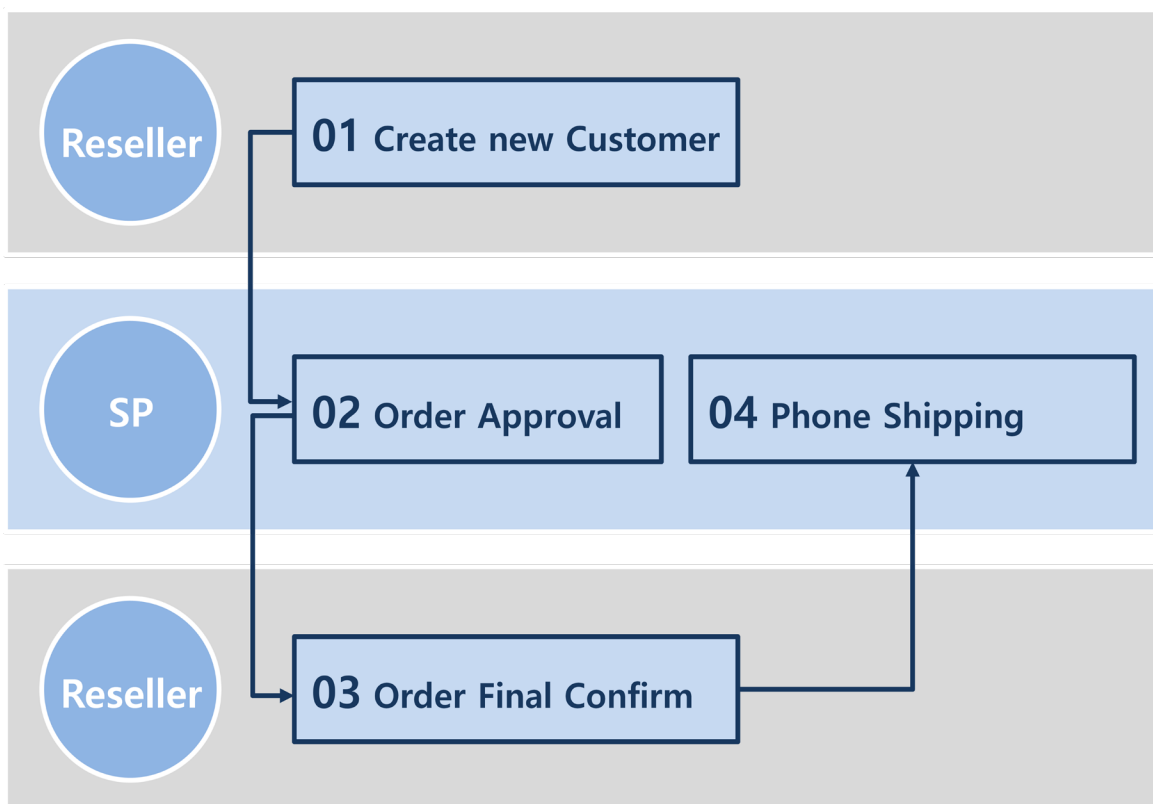 Reseller
01 Create new Customer
SP
02 Order Approval
04 Phone Shipping
Reseller
03 Order Final Confirm